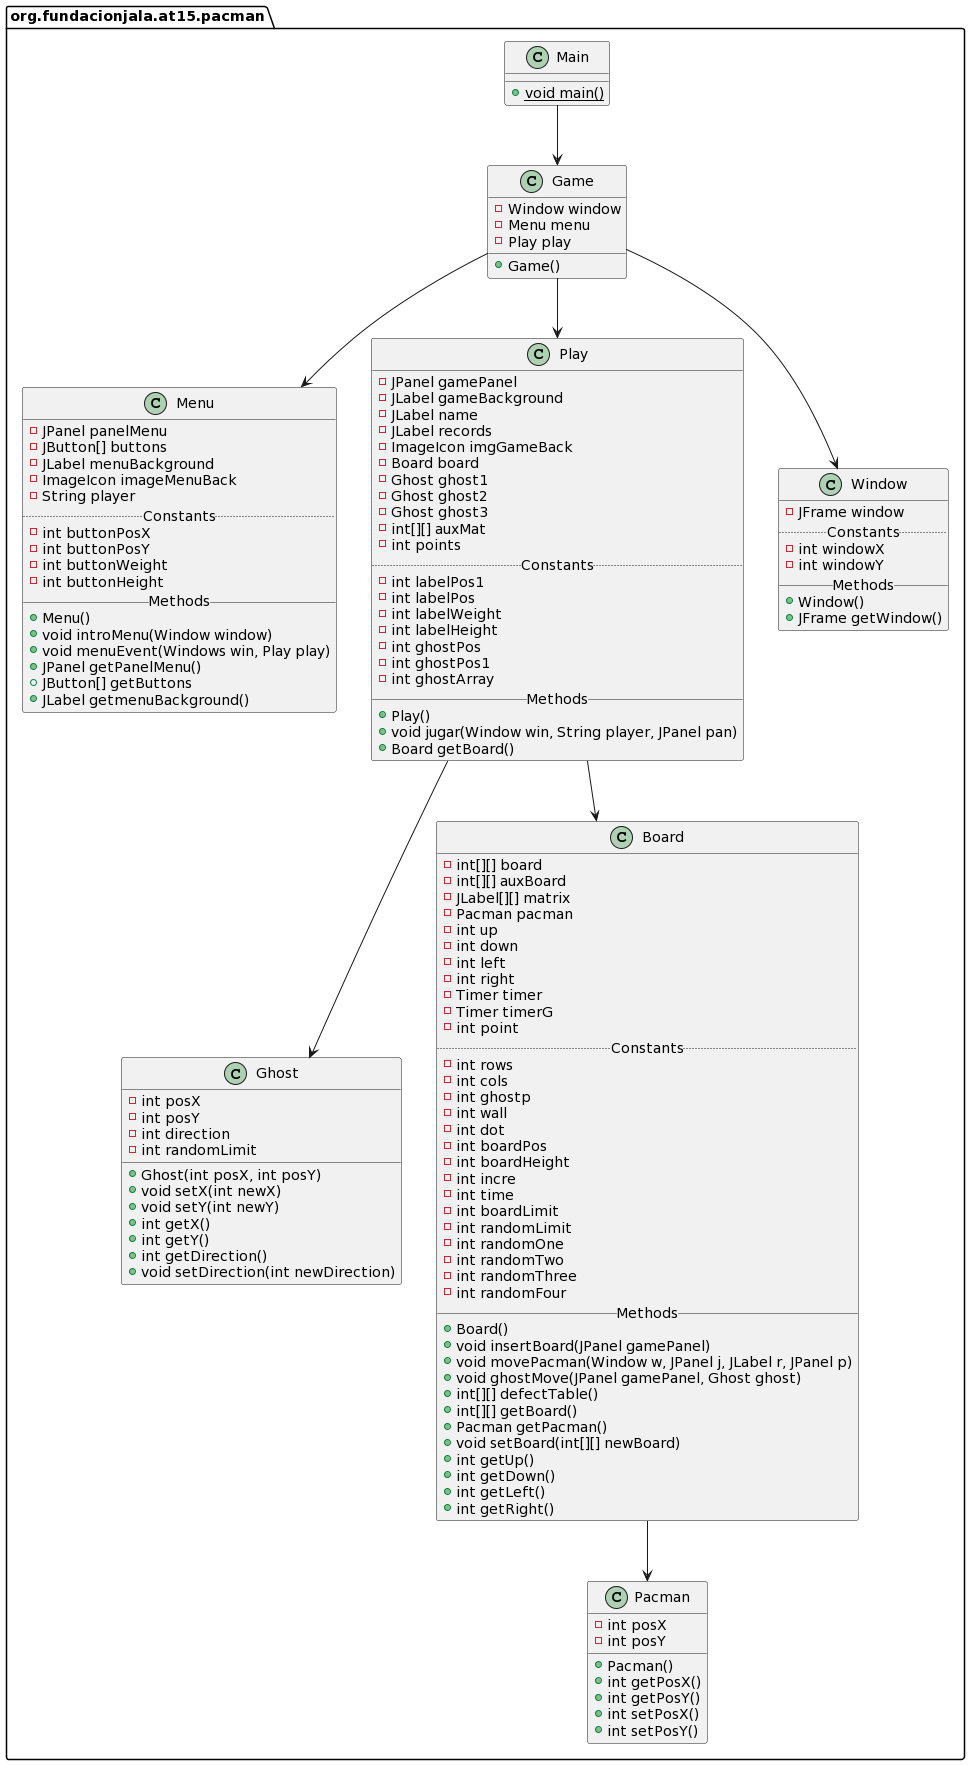 org.fundacionjala.at15.pacman
C Main
void main()
C Game
Window window
Menu menu
Play play
Game()
C Menu
JPanel panelMenu
JButton[] buttons
JLabel menuBackground
ImageIcon imageMenuBack
String player
Constants
int buttonPosX
int buttonPosY
int buttonWeight
int buttonHeight
Methods
Menu()
void introMenu(Window window)
void menuEvent(Windows win, Play play)
JPanel getPanelMenu()
JButton[] getButtons
JLabel getmenuBackground()
C Play
JPanel gamePanel
JLabel gameBackground
JLabel name
JLabel records
ImageIcon imgGameBack
Board board
Ghost ghost1
Ghost ghost2
Ghost ghost3
int[][] auxMat
int points
Constants
int labelPos1
int labelPos
int labelWeight
int labelHeight
int ghostPos
int ghostPos1
int ghostArray
Methods
Play()
void jugar(Window win, String player, JPanel pan)
Board getBoard()
C Window
JFrame window
Constants
int windowX
int windowY
Methods
Window()
JFrame getWindow()
C Ghost
int posX
int posY
int direction
int randomLimit
Ghost(int posX, int posY)
void setX(int newX)
void setY(int newY)
int getX()
int getY()
int getDirection()
void setDirection(int newDirection)
C Board
int[][] board
int[][] auxBoard
JLabel[][] matrix
Pacman pacman
int up
int down
int left
int right
Timer timer
Timer timerG
int point
Constants
int rows
int cols
int ghostp
int wall
int dot
int boardPos
int boardHeight
int incre
int time
int boardLimit
int randomLimit
int randomOne
int randomTwo
int randomThree
int randomFour
Methods
Board()
void insertBoard(JPanel gamePanel)
void movePacman(Window w, JPanel j, JLabel r, JPanel p)
void ghostMove(JPanel gamePanel, Ghost ghost)
int[][] defectTable()
int[][] getBoard()
Pacman getPacman()
void setBoard(int[][] newBoard)
int getUp()
int getDown()
int getLeft()
int getRight()
C Pacman
int posX
int posY
Pacman()
int getPosX()
int getPosY()
int setPosX()
int setPosY()